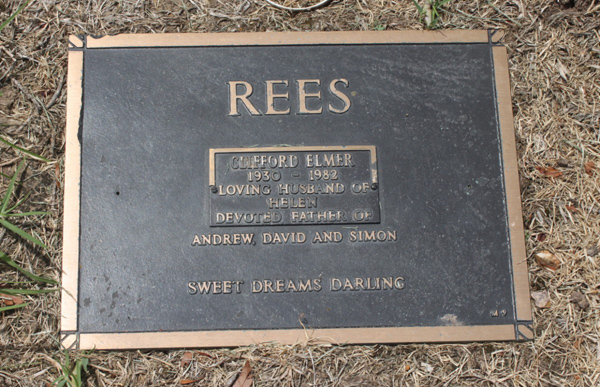 REES
CLIFFORD ELMER
1930 - 1982
LOVING HUSBAND OF
HELEN
DEVOTED FATHER OF
ANDREW, DAVID AND SIMON
SWEET DREAMS DARLING